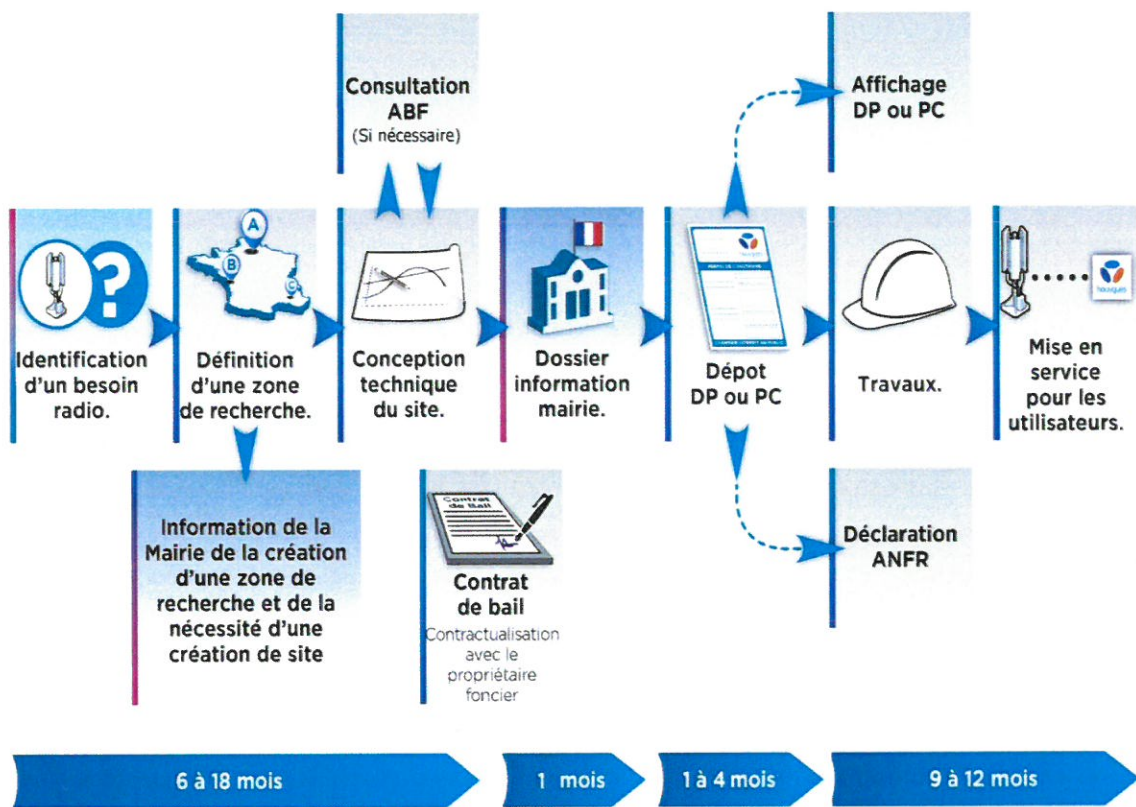 Consultation
ABF
(Si nécessaire)
Affichage
DP ou PC
A
B
C
?
Identification
d'un besoin
radio.
Définition
d'une zone
de recherche.
Conception
technique
du site.
Dossier
information
mairie.
Dépot
DP ou PC
Travaux.
Mise en
service
pour les
utilisateurs.
Information de la
Mairie de la création
d'une zone de
recherche et de la
nécessité d'une
création de site
Contrat
de Bail
Contrat
de bail
Contractualisation
avec le
propriétaire
foncier
Déclaration
ANFR
6 à 18 mois
1 mois
1 à 4 mois
9 à 12 mois